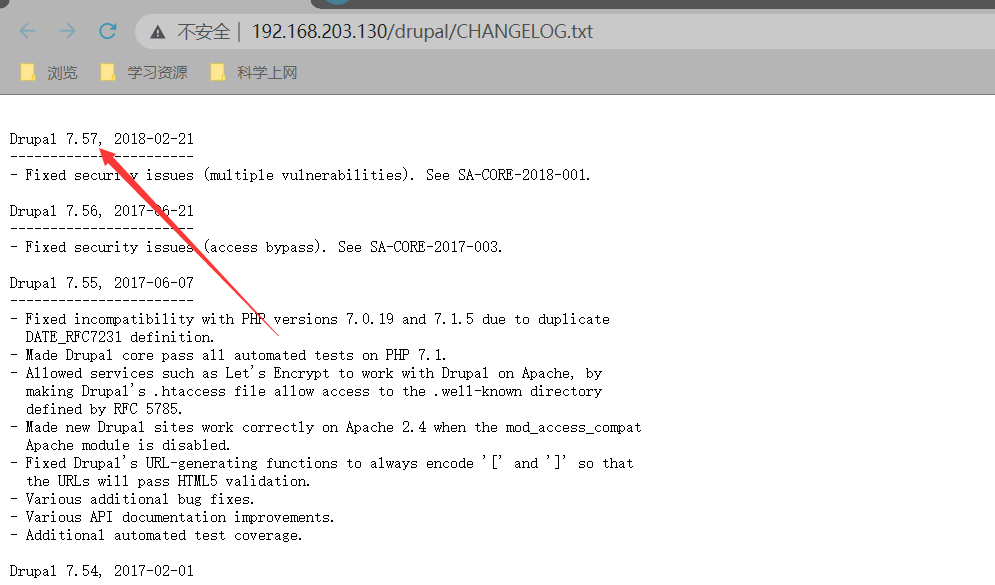 不安全 | 192.168.203.130/drupal/CHANGELOG.txt
浏览 学习资源 科学上网
Drupal 7.57, 2018-02-21
-----------------------
- Fixed security issues (multiple vulnerabilities). See SA-CORE-2018-001.
Drupal 7.56, 2017-06-21
-----------------------
- Fixed security issues (access bypass). See SA-CORE-2017-003.
Drupal 7.55, 2017-06-07
-----------------------
- Fixed incompatibility with PHP versions 7.0.19 and 7.1.5 due to duplicate
DATE_RFC7231 definition.
- Made Drupal core pass all automated tests on PHP 7.1.
- Allowed services such as Let's Encrypt to work with Drupal on Apache, by
making Drupal's .htaccess file allow access to the .well-known directory
defined by RFC 5785.
- Made new Drupal sites work correctly on Apache 2.4 when the mod_access_compat
Apache module is disabled.
- Fixed Drupal's URL-generating functions to always encode '[' and ']' so that
the URLs will pass HTML5 validation.
- Various additional bug fixes.
- Various API documentation improvements.
- Additional automated test coverage.
Drupal 7.54, 2017-02-01